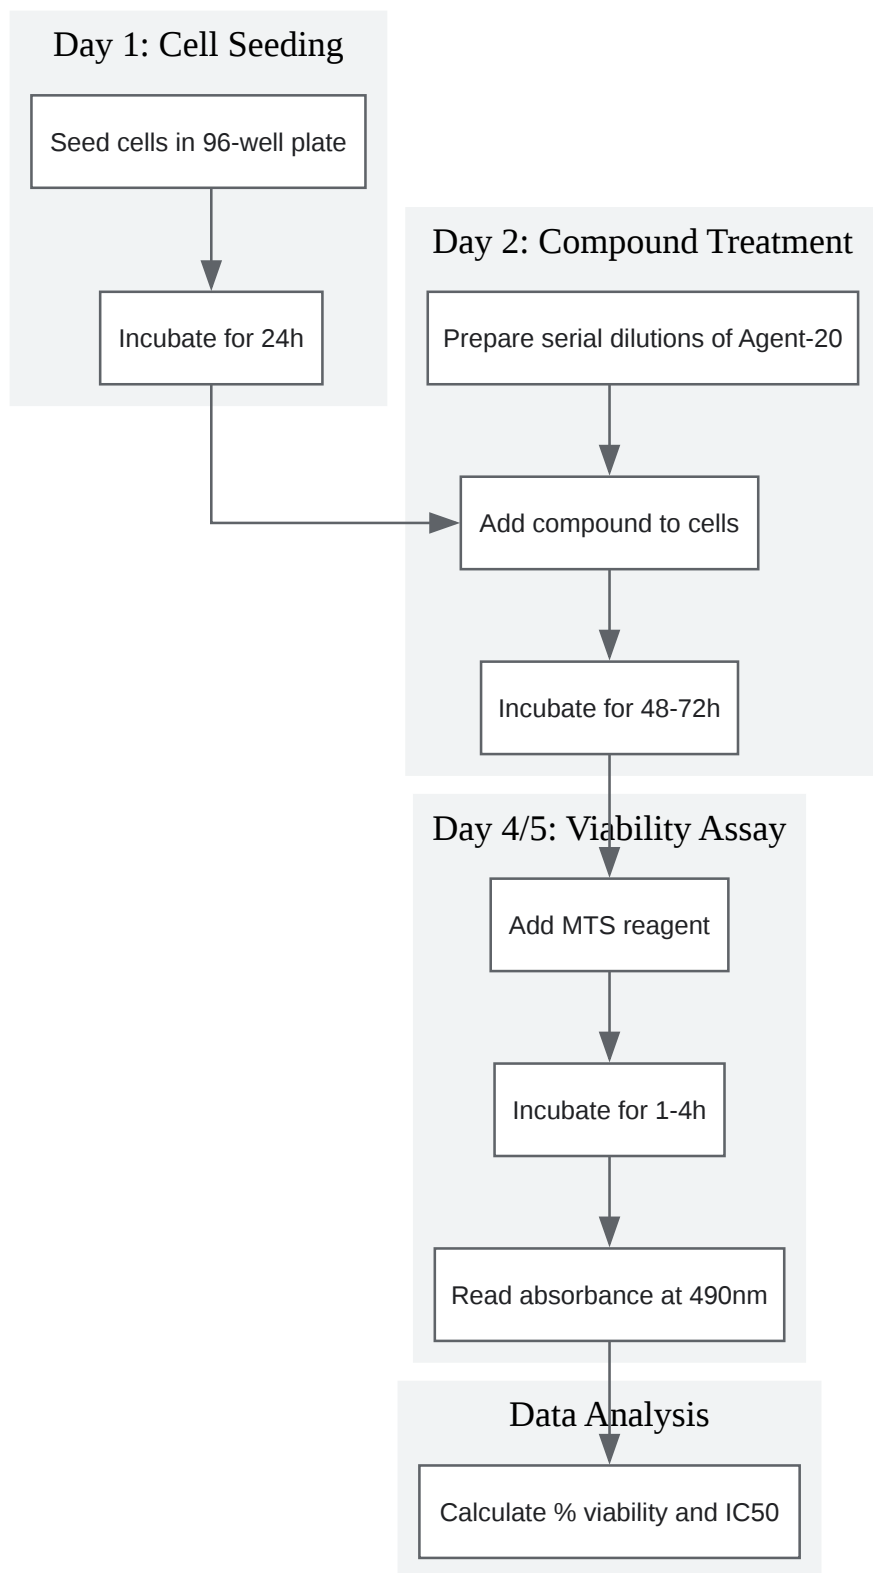 Day 1: Cell Seeding
Seed cells in 96-well plate
Incubate for 24h
Day 2: Compound Treatment
Prepare serial dilutions of Agent-20
Add compound to cells
Incubate for 48-72h
Day 4/5: Viability Assay
Add MTS reagent
Incubate for 1-4h
Read absorbance at 490nm
Data Analysis
Calculate % viability and IC50